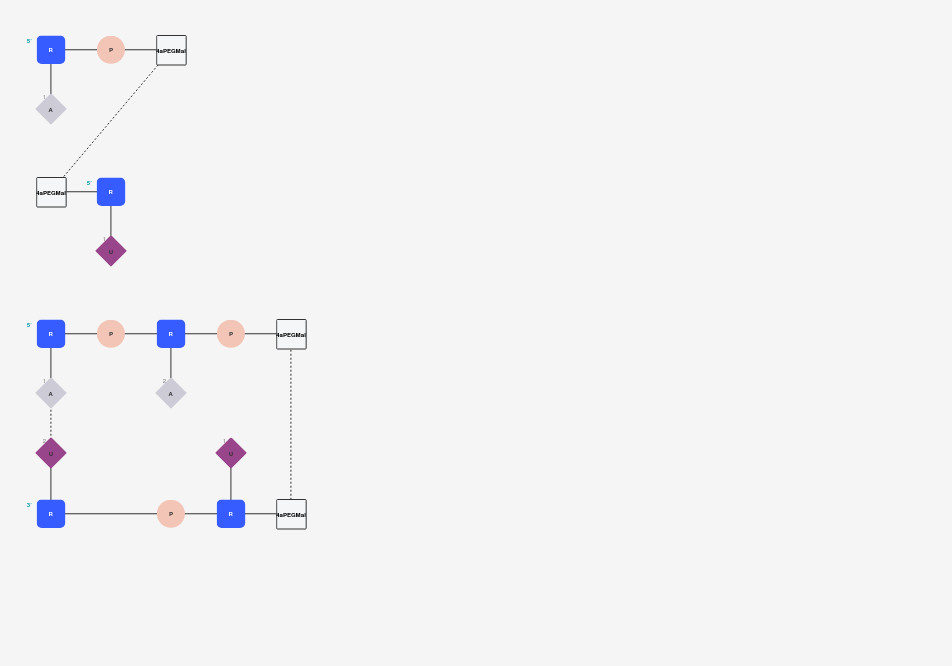 5' R P 4aPEGMal
1
A
4aPEGMal 5' R
1
U
5' R P R P 4aPEGMal
1 2
A A
2 1
U U
3' R P R 4aPEGMal